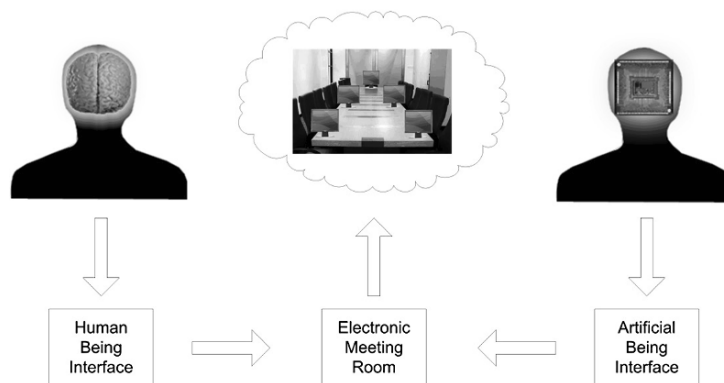 Human
Being
Interface
Electronic
Meeting
Room
Artificial
Being
Interface